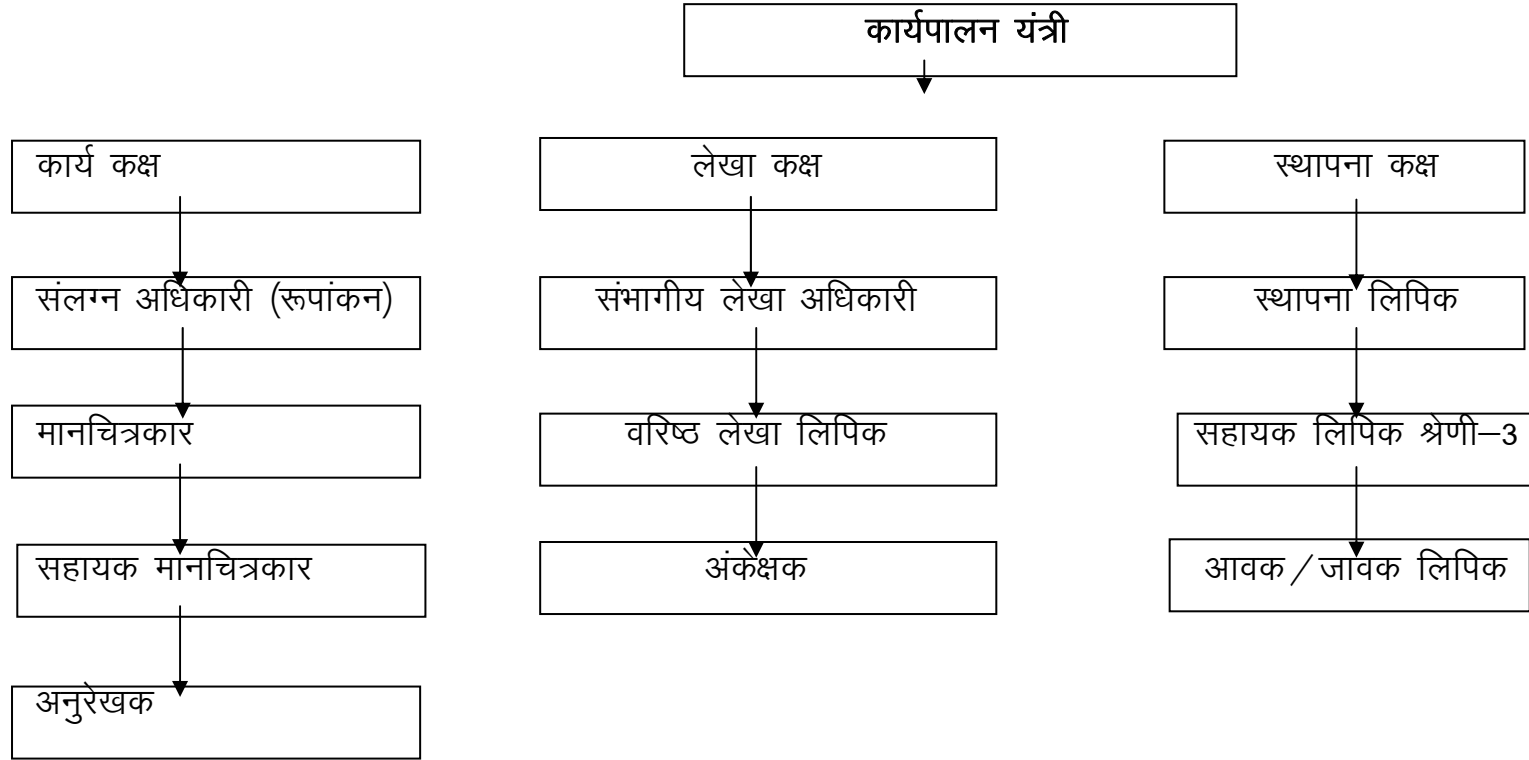 कार्यपालन यंत्री
कार्य कक्ष
लेखा कक्ष
स्थापना कक्ष
संलग्न अधिकारी (रूपांकन)
संभागीय लेखा अधिकारी
स्थापना लिपिक
मानचित्रकार
वरिष्ठ लेखा लिपिक
सहायक लिपिक श्रेणी–3
सहायक मानचित्रकार
अंकेक्षक
आवक/जावक लिपिक
अनुरेखक